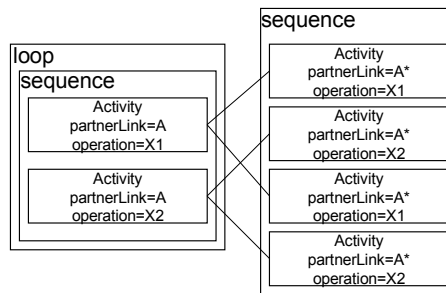 loop
sequence
Activity
partnerLink=A
operation=X1
Activity
partnerLink=A
operation=X2
sequence
Activity
partnerLink=A*
operation=X1
Activity
partnerLink=A*
operation=X2
Activity
partnerLink=A*
operation=X1
Activity
partnerLink=A*
operation=X2